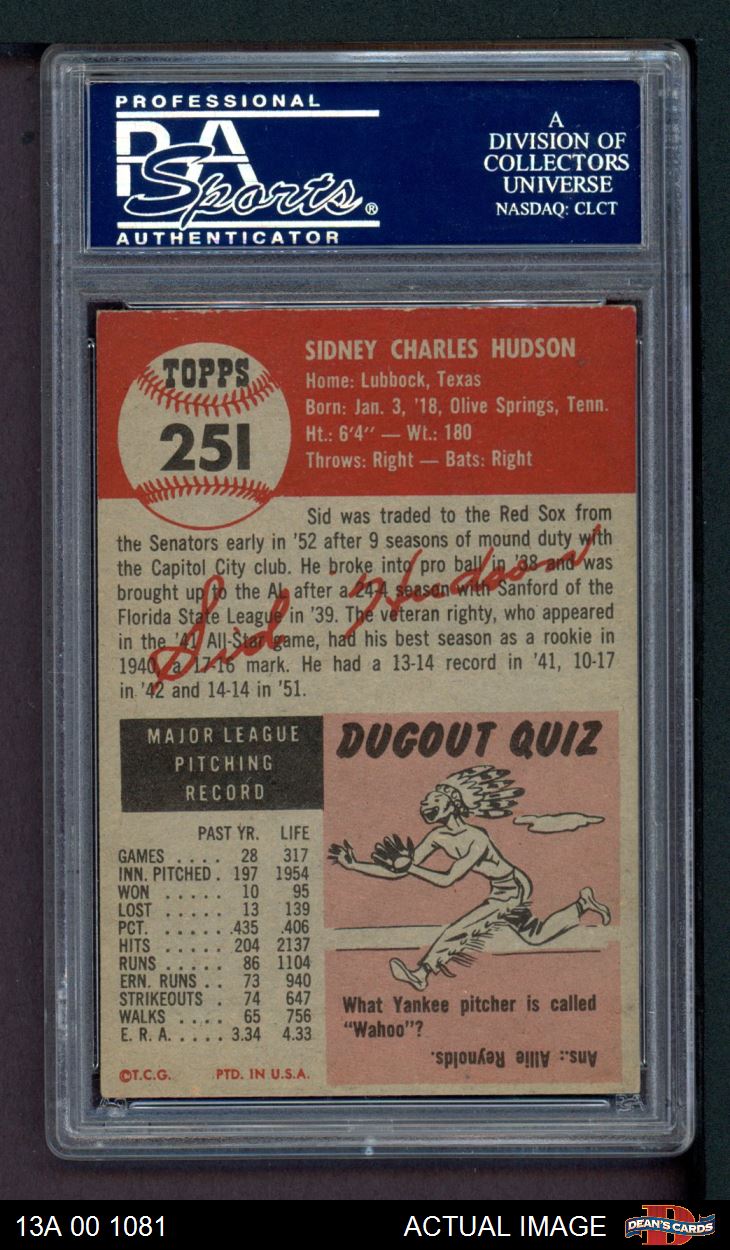 PROFESSIONAL
PSA
Sports®
AUTHENTICATOR
A
DIVISION OF
COLLECTORS
UNIVERSE
NASDAQ: CLCT
TOPPS
251
SIDNEY CHARLES HUDSON
Home: Lubbock, Texas
Born: Jan. 3, '18, Olive Springs, Tenn.
Ht.: 6'4" — Wt.: 180
Throws: Right — Bats: Right
Sid was traded to the Red Sox from
the Senators early in '52 after 9 seasons of mound duty with
the Capitol City club. He broke into pro ball in '38 and was
brought up to the AL after a 24-4 season with Sanford of the
Florida State League in '39. The veteran righty, who appeared
in the '41 All-Star game, had his best season as a rookie in
1940, a 17-16 mark. He had a 13-14 record in '41, 10-17
in '42 and 14-14 in '51.
Sid Hudson
MAJOR LEAGUE
PITCHING
RECORD
PAST YR. LIFE
GAMES .... 28 317
INN. PITCHED . 197 1954
WON ..... 10 95
LOST ..... 13 139
PCT. ..... .435 .406
HITS ..... 204 2137
RUNS ..... 86 1104
ERN. RUNS .. 73 940
STRIKEOUTS . 74 647
WALKS .... 65 756
E. R. A. .... 3.34 4.33
©T.C.G. PTD. IN U.S.A.
DUGOUT QUIZ
What Yankee pitcher is called
"Wahoo"?
Ans.: Allie Reynolds.
13A 00 1081
ACTUAL IMAGE
D
DEAN'S CARDS